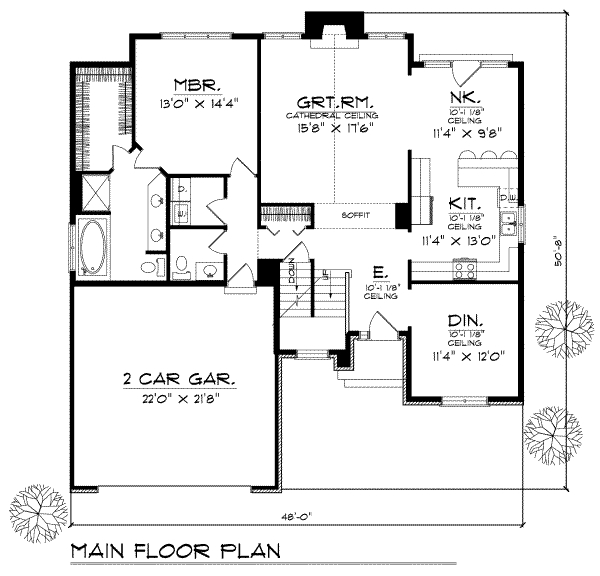 MBR.
13'0" X 14'4"
GRT.RM.
CATHEDRAL CEILING
15'8" X 17'6"
NK.
10'-1 1/8"
CEILING
11'4" X 9'8"
D
E
SOFFIT
KIT.
10'-1 1/8"
CEILING
11'4" X 13'0"
D.E.
DOWN
UP
E.
10'-1 1/8"
CEILING
DIN.
10'-1 1/8"
CEILING
11'4" X 12'0"
2 CAR GAR.
22'0" X 21'8"
50'-8"
48'-0"
MAIN FLOOR PLAN